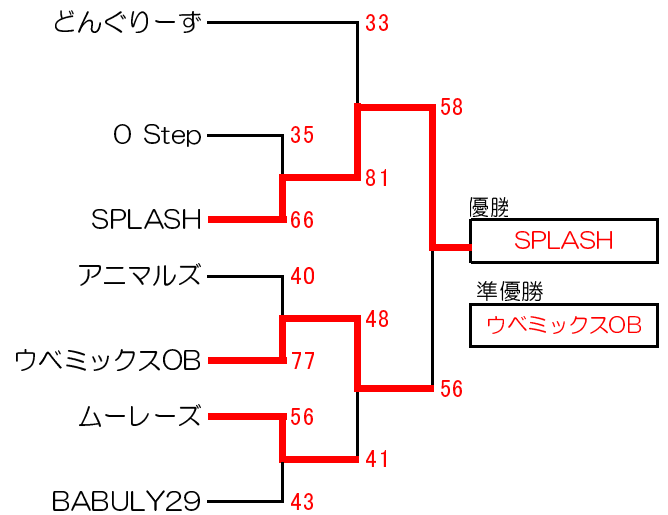 どんぐりーず
33
58
O Step
35
81
SPLASH
66
優勝
SPLASH
アニマルズ
40
準優勝
48
ウベミックスOB
ウベミックスOB
77
56
ムーレーズ
56
41
BABULY29
43